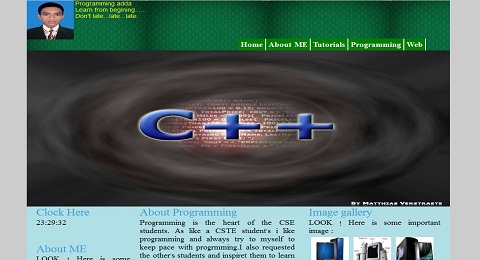 Programming adda
Learn from begining.....
Don't late...late...late.
Home About ME Tutorials Programming Web
C++
BY MATTHIAS VERSTRAETE
Clock Here
23:29:32
About ME
LOOK ! Here is some
About Programming
Programming is the heart of the CSE
students. As like a CSTE student's i like
programming and always try to myself to
keep pace with progrmming.I also requested
the other's students and inspiret them to learn
Image gallery
LOOK ! Here is some important
image :